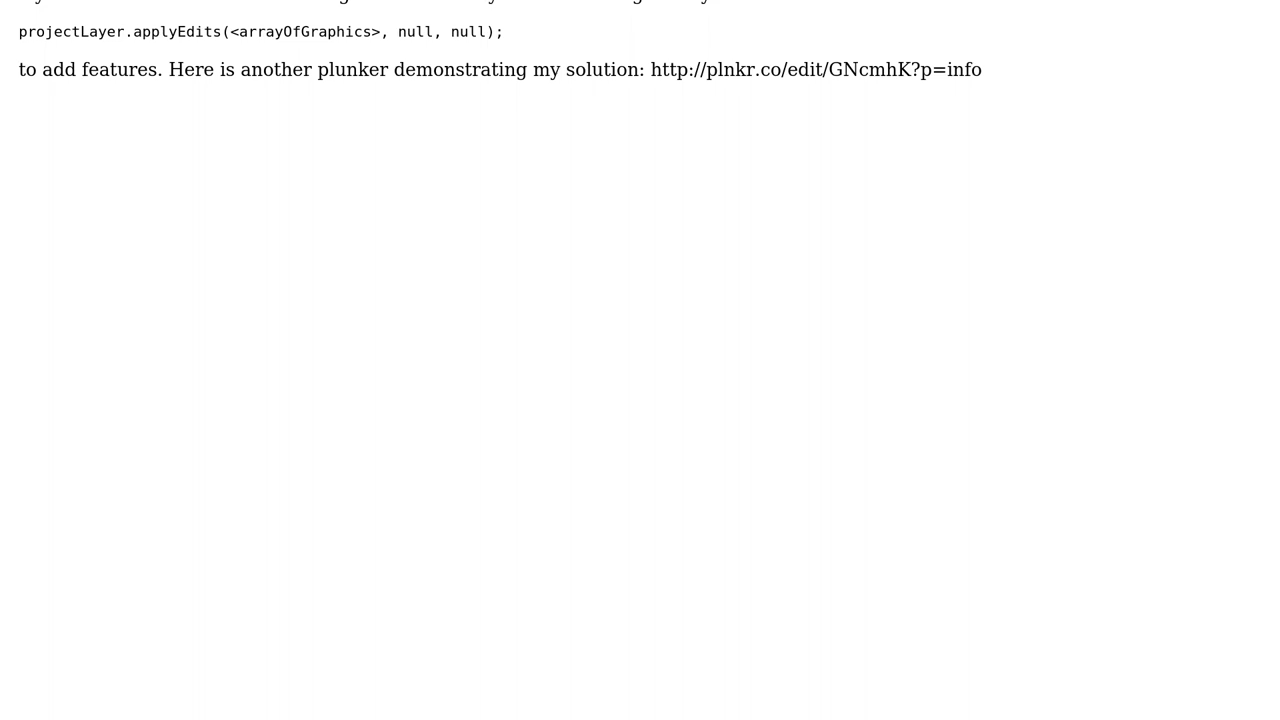 projectLayer.applyEdits(<arrayOfGraphics>, null, null);
to add features. Here is another plunker demonstrating my solution: http://plnkr.co/edit/GNcmhK?p=info